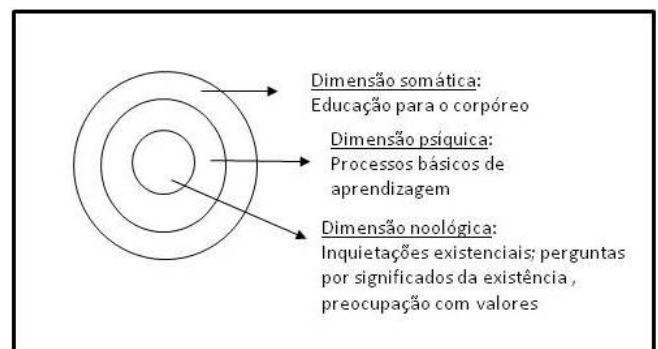 Dimensão somática:
Educação para o corpóreo
Dimensão psíquica:
Processos básicos de
aprendizagem
Dimensão noológica:
Inquietações existenciais; perguntas
por significados da existência ,
preocupação com valores